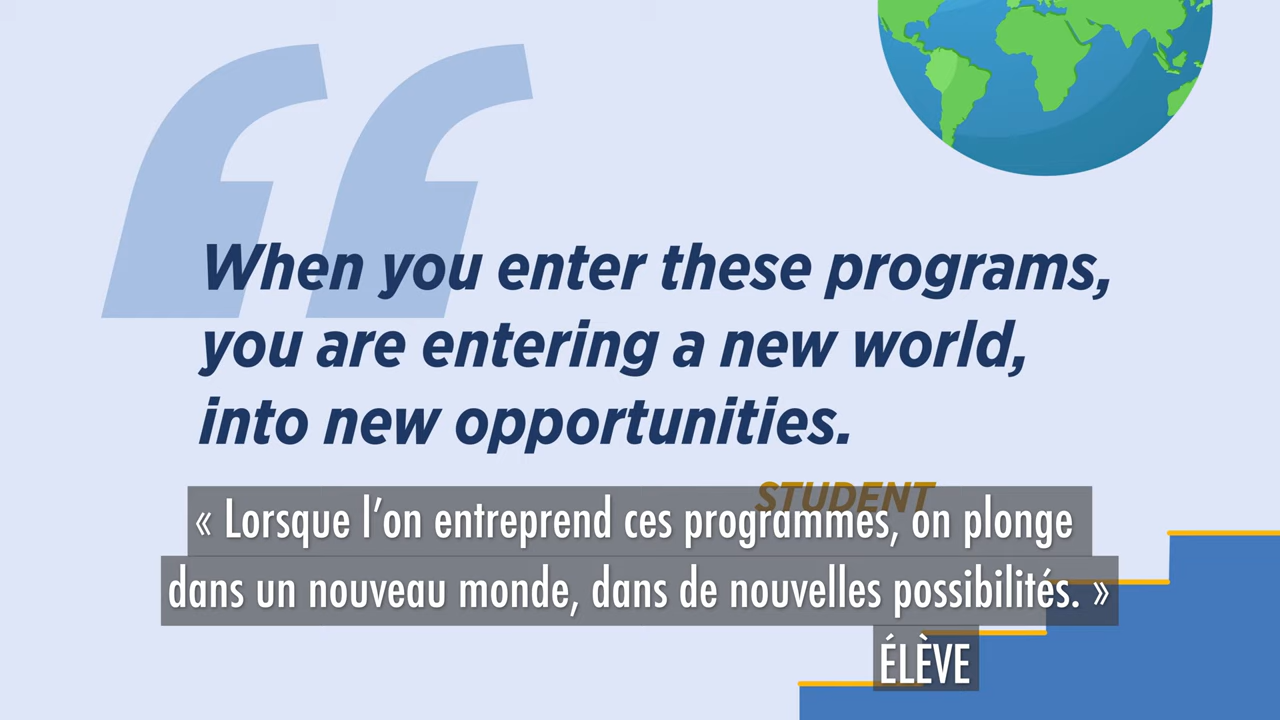 When you enter these programs,
you are entering a new world,
into new opportunities.
STUDENT
« Lorsque l’on entreprend ces programmes, on plonge
dans un nouveau monde, dans de nouvelles possibilités. »
ÉLÈVE